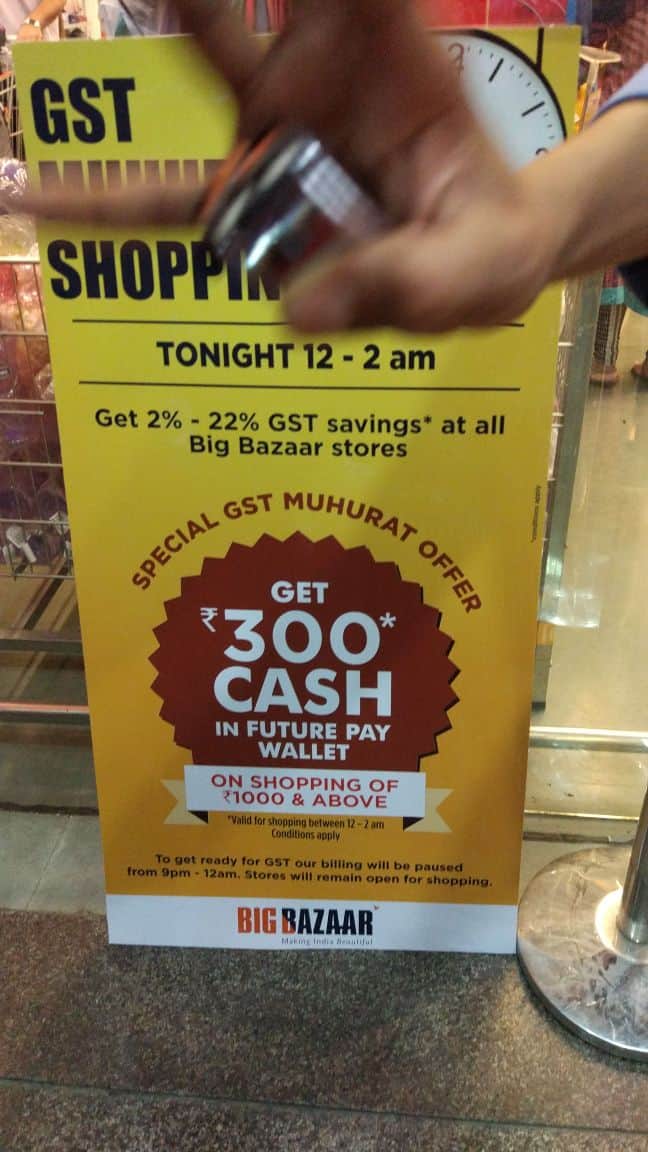 GST
SHOPPIN
TONIGHT 12 - 2 am
Get 2% - 22% GST savings* at all
Big Bazaar stores
*conditions apply
SPECIAL GST MUHURAT OFFER
GET
₹300*
CASH
IN FUTURE PAY
WALLET
ON SHOPPING OF
₹1000 & ABOVE
*Valid for shopping between 12 - 2 am
Conditions apply
To get ready for GST our billing will be paused
from 9pm - 12am. Stores will remain open for shopping.
BIG BAZAAR
Making India Beautiful